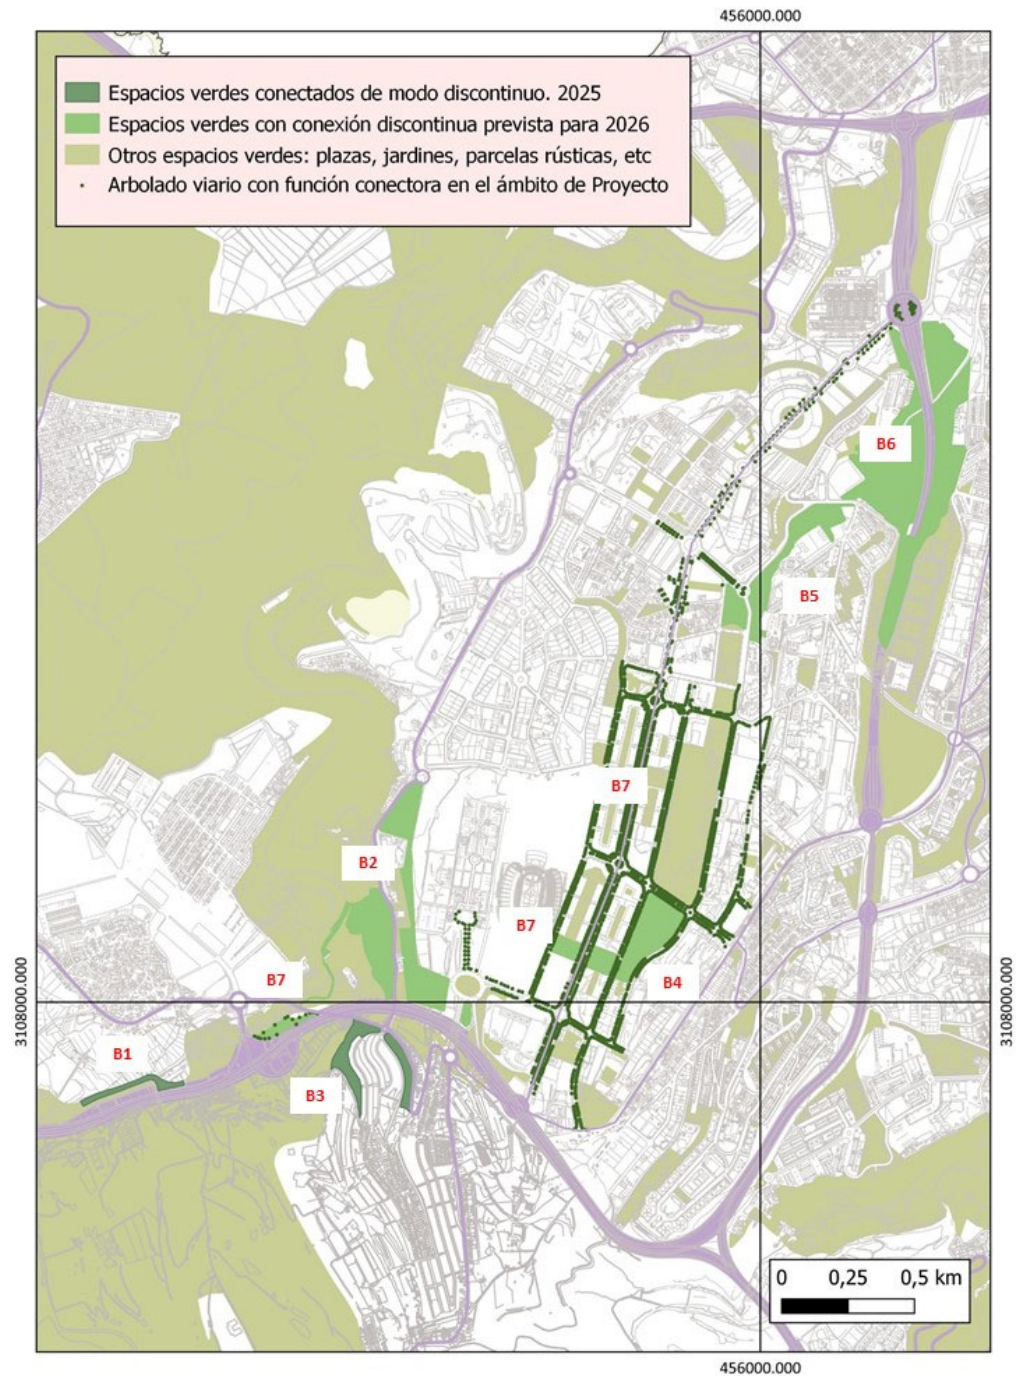 456000.000
Espacios verdes conectados de modo discontinuo. 2025
Espacios verdes con conexión discontinua prevista para 2026
Otros espacios verdes: plazas, jardines, parcelas rústicas, etc
Arbolado viario con función conectora en el ámbito de Proyecto
B6
B5
B7
B2
B7
B7
B4
3108000.000
3108000.000
B1
B3
0 0,25 0,5 km
456000.000